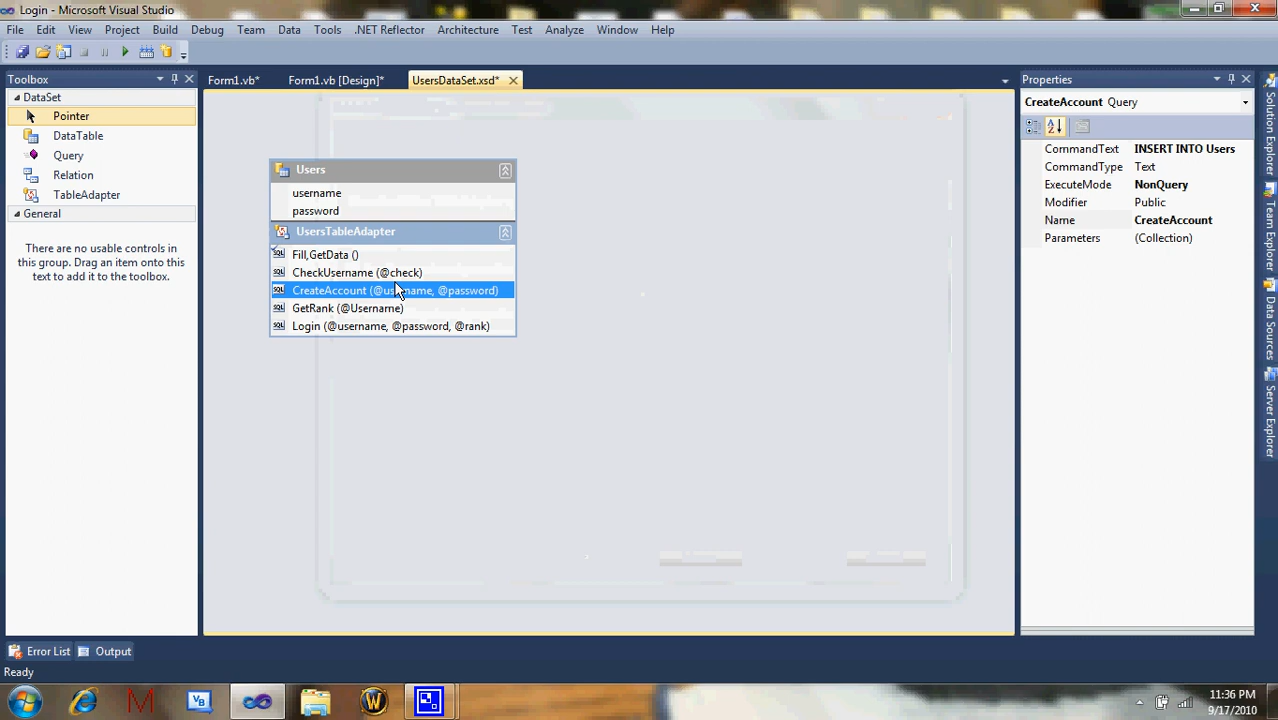 Login - Microsoft Visual Studio
File Edit View Project Build Debug Team Data Tools .NET Reflector Architecture Test Analyze Window Help
Toolbox
DataSet
Pointer
DataTable
Query
Relation
TableAdapter
General
There are no usable controls in
this group. Drag an item onto this
text to add it to the toolbox.
Form1.vb* Form1.vb [Design]* UsersDataSet.xsd*
Users
username
password
UsersTableAdapter
Fill,GetData ()
CheckUsername (@check)
CreateAccount (@username, @password)
GetRank (@Username)
Login (@username, @password, @rank)
Properties
CreateAccount Query
CommandText INSERT INTO Users
CommandType Text
ExecuteMode NonQuery
Modifier Public
Name CreateAccount
Parameters (Collection)
Solution Explorer
Team Explorer
Data Sources
Server Explorer
Error List Output
Ready
11:36 PM
9/17/2010